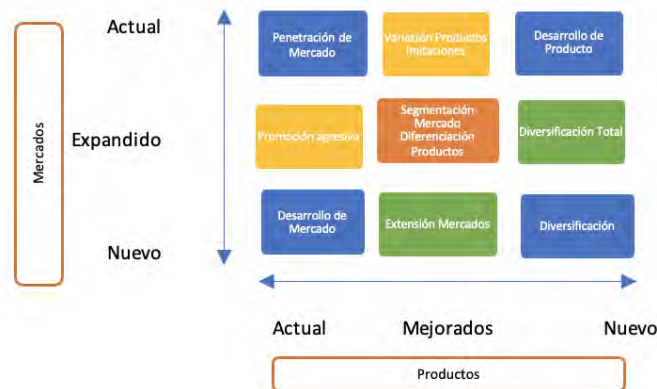 Actual
Penetración de
Mercado
Variación Productos
Imitaciones
Desarrollo de
Producto
Mercados
Expandido
Promoción agresiva
Segmentación
Mercado
Diferenciación
Productos
Diversificación Total
Nuevo
Desarrollo de
Mercado
Extensión Mercados
Diversificación
Actual
Mejorados
Nuevo
Productos